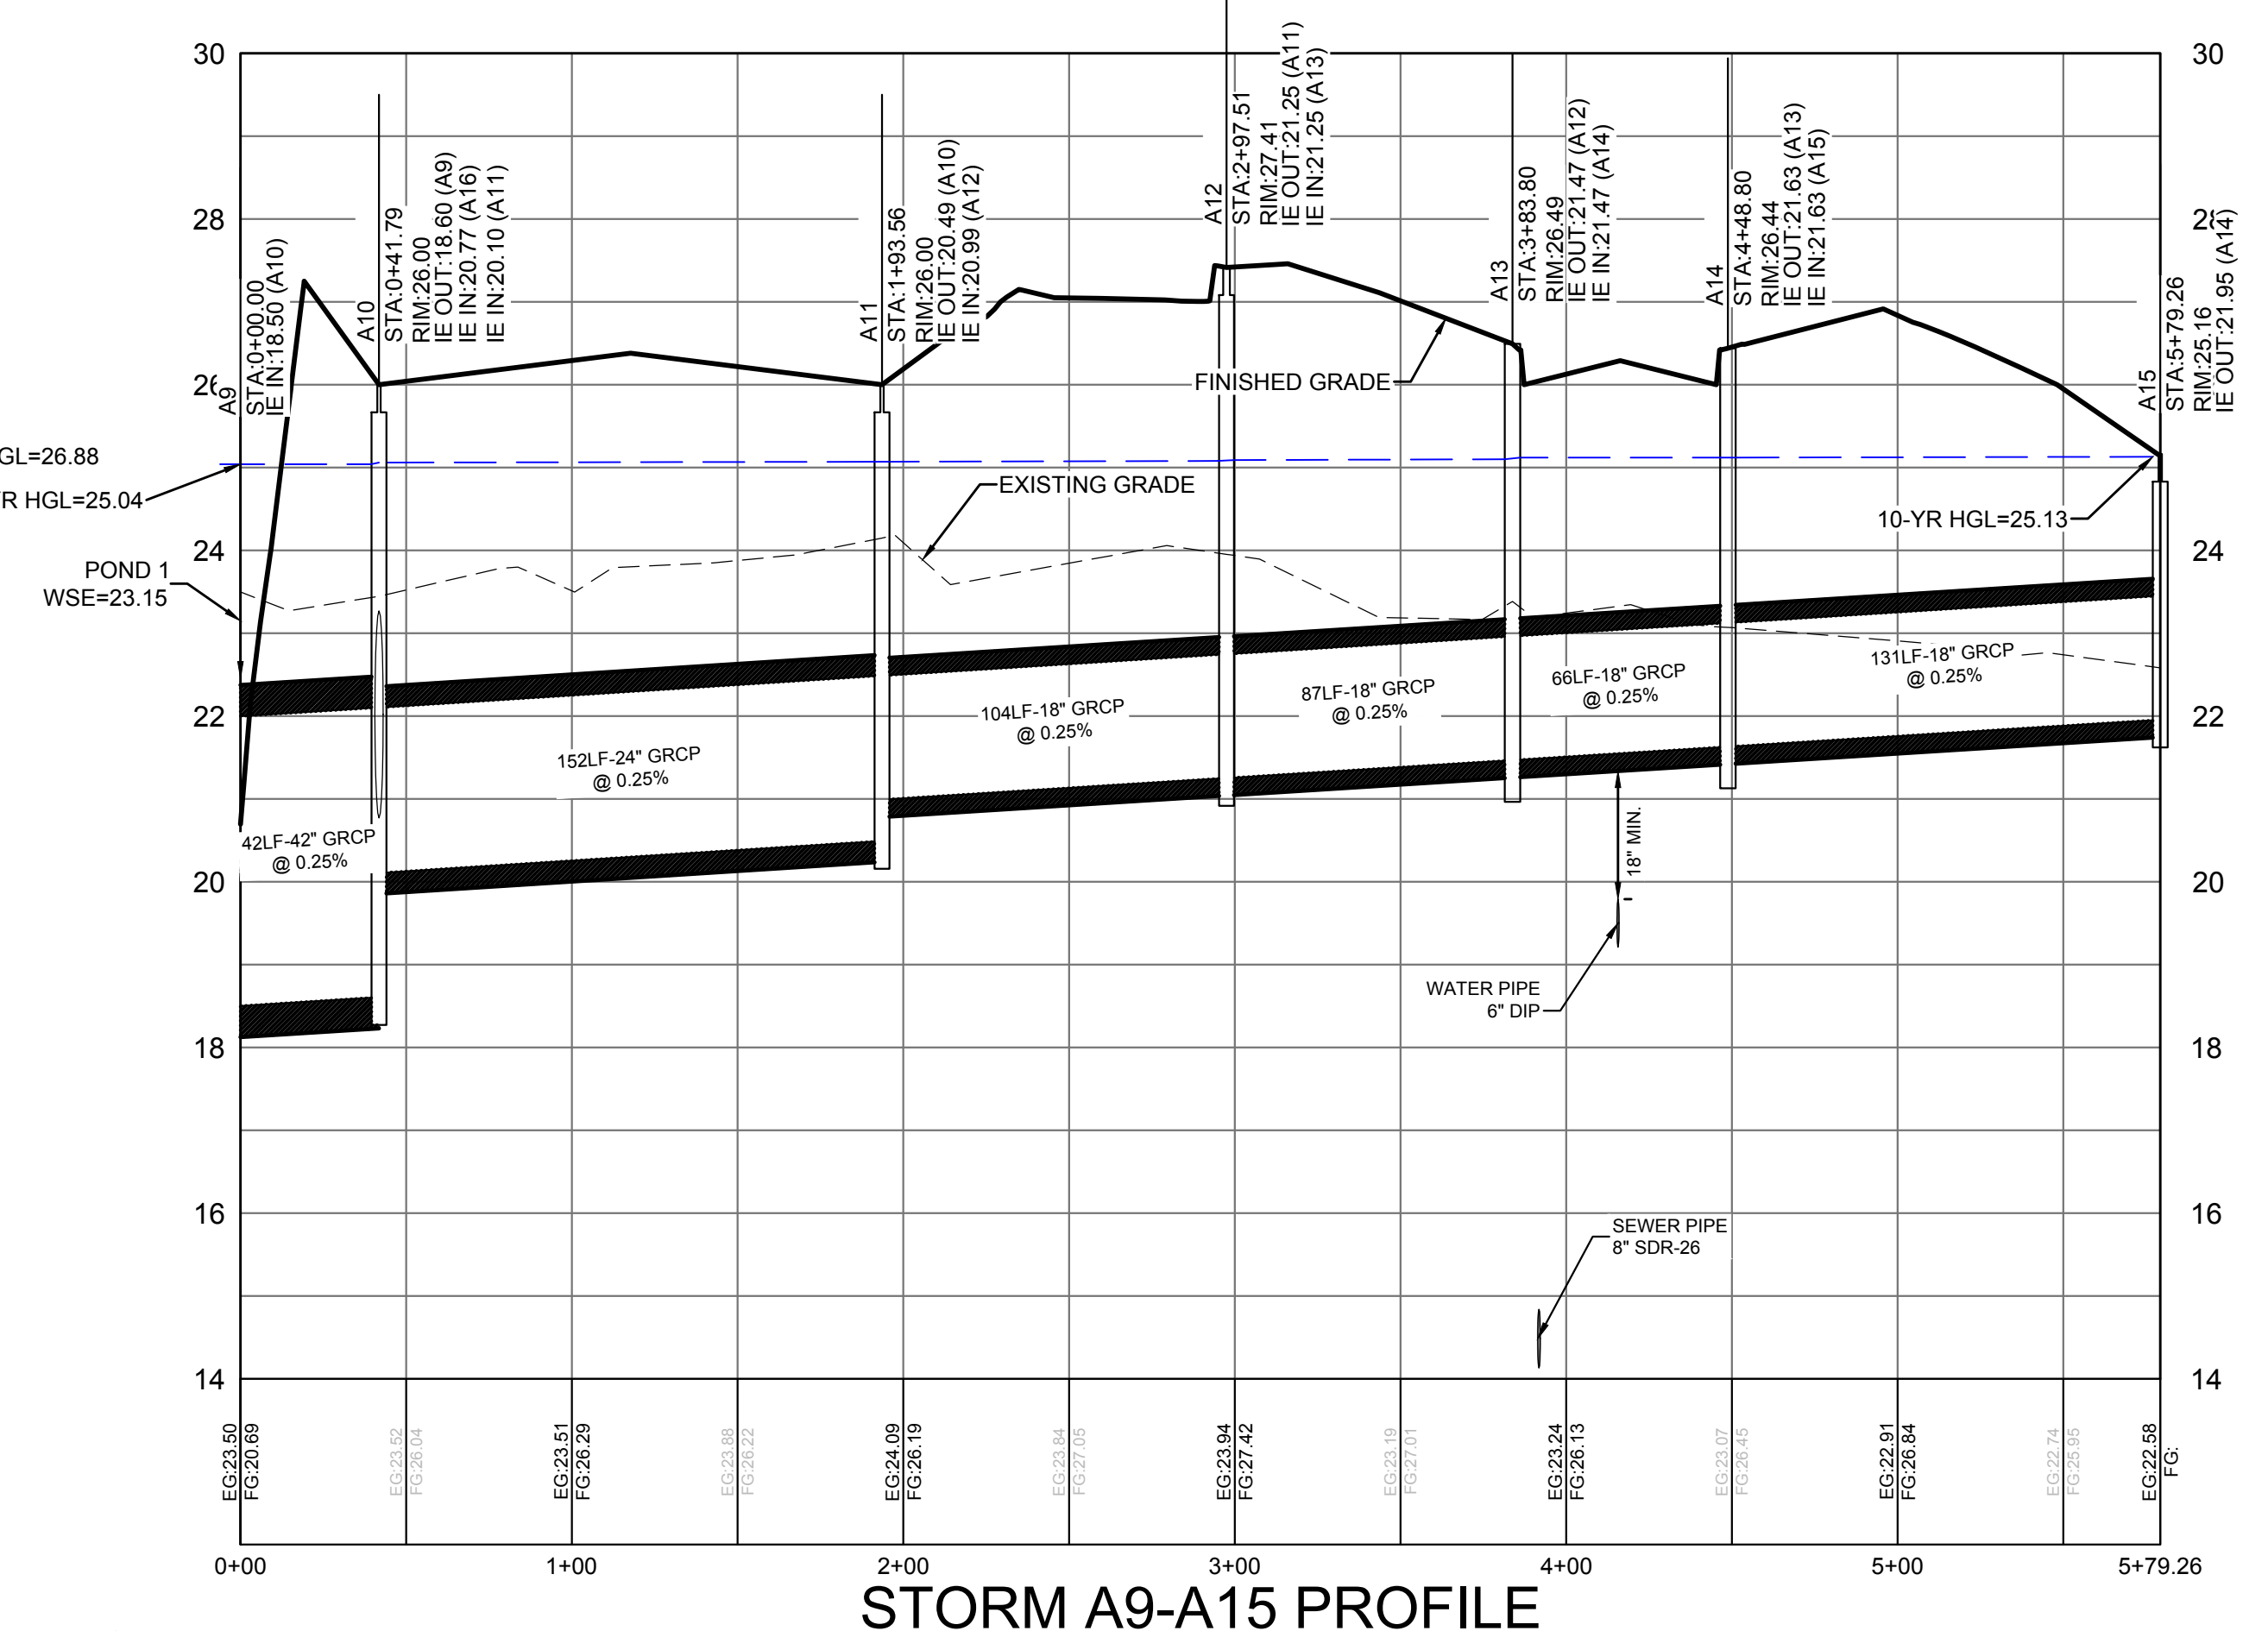 30
30
28
28
26
24
24
22
22
20
20
18
18
16
16
14
14
A9
STA:0+00.00
IE IN:18.50 (A10)
A10
STA:0+41.79
RIM:26.00
IE OUT:18.60 (A9)
IE IN:20.77 (A16)
IE IN:20.10 (A11)
A11
STA:1+93.56
RIM:26.00
IE OUT:20.49 (A10)
IE IN:20.99 (A12)
A12
STA:2+97.51
RIM:27.41
IE OUT:21.25 (A11)
IE IN:21.25 (A13)
A13
STA:3+83.80
RIM:26.49
IE OUT:21.47 (A12)
IE IN:21.47 (A14)
A14
STA:4+48.80
RIM:26.44
IE OUT:21.63 (A13)
IE IN:21.63 (A15)
A15
STA:5+79.26
RIM:25.16
IE OUT:21.95 (A14)
GL=26.88
R HGL=25.04
POND 1
WSE=23.15
FINISHED GRADE
EXISTING GRADE
10-YR HGL=25.13
42LF-42" GRCP
@ 0.25%
152LF-24" GRCP
@ 0.25%
104LF-18" GRCP
@ 0.25%
87LF-18" GRCP
@ 0.25%
66LF-18" GRCP
@ 0.25%
131LF-18" GRCP
@ 0.25%
18" MIN.
WATER PIPE
6" DIP
SEWER PIPE
8" SDR-26
EG:23.50
FG:20.69
EG:23.52
FG:26.04
EG:23.51
FG:26.29
EG:23.88
FG:26.22
EG:24.09
FG:26.19
EG:23.84
FG:27.05
EG:23.94
FG:27.42
EG:23.19
FG:27.01
EG:23.24
FG:26.13
EG:23.07
FG:26.45
EG:22.91
FG:26.84
EG:22.74
FG:25.95
EG:22.58
FG:
0+00
1+00
2+00
3+00
4+00
5+00
5+79.26
STORM A9-A15 PROFILE